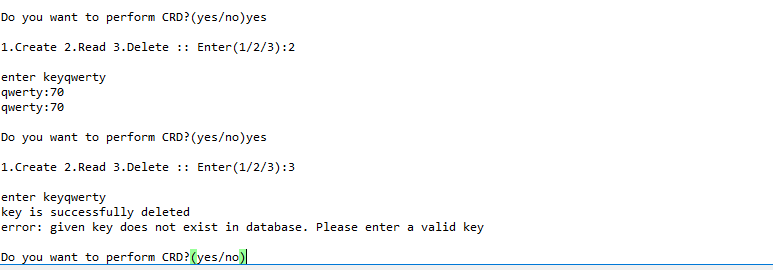 Do you want to perform CRD?(yes/no)yes
1.Create 2.Read 3.Delete :: Enter(1/2/3):2
enter keyqwerty
qwerty:70
qwerty:70
Do you want to perform CRD?(yes/no)yes
1.Create 2.Read 3.Delete :: Enter(1/2/3):3
enter keyqwerty
key is successfully deleted
error: given key does not exist in database. Please enter a valid key
Do you want to perform CRD?(yes/no)